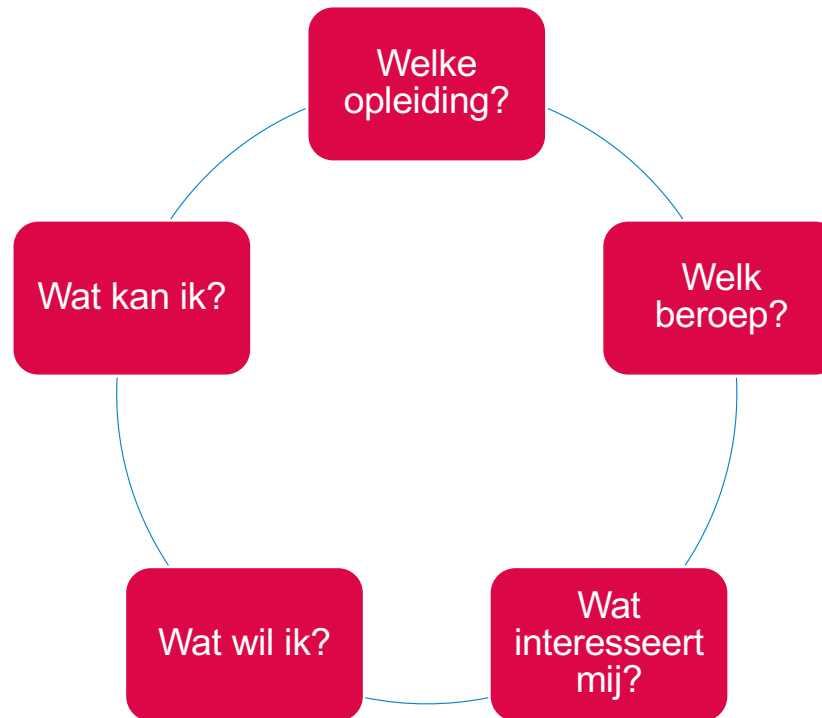 Welke
opleiding?
Wat kan ik?
Welk
beroep?
Wat wil ik?
Wat
interesseert
mij?